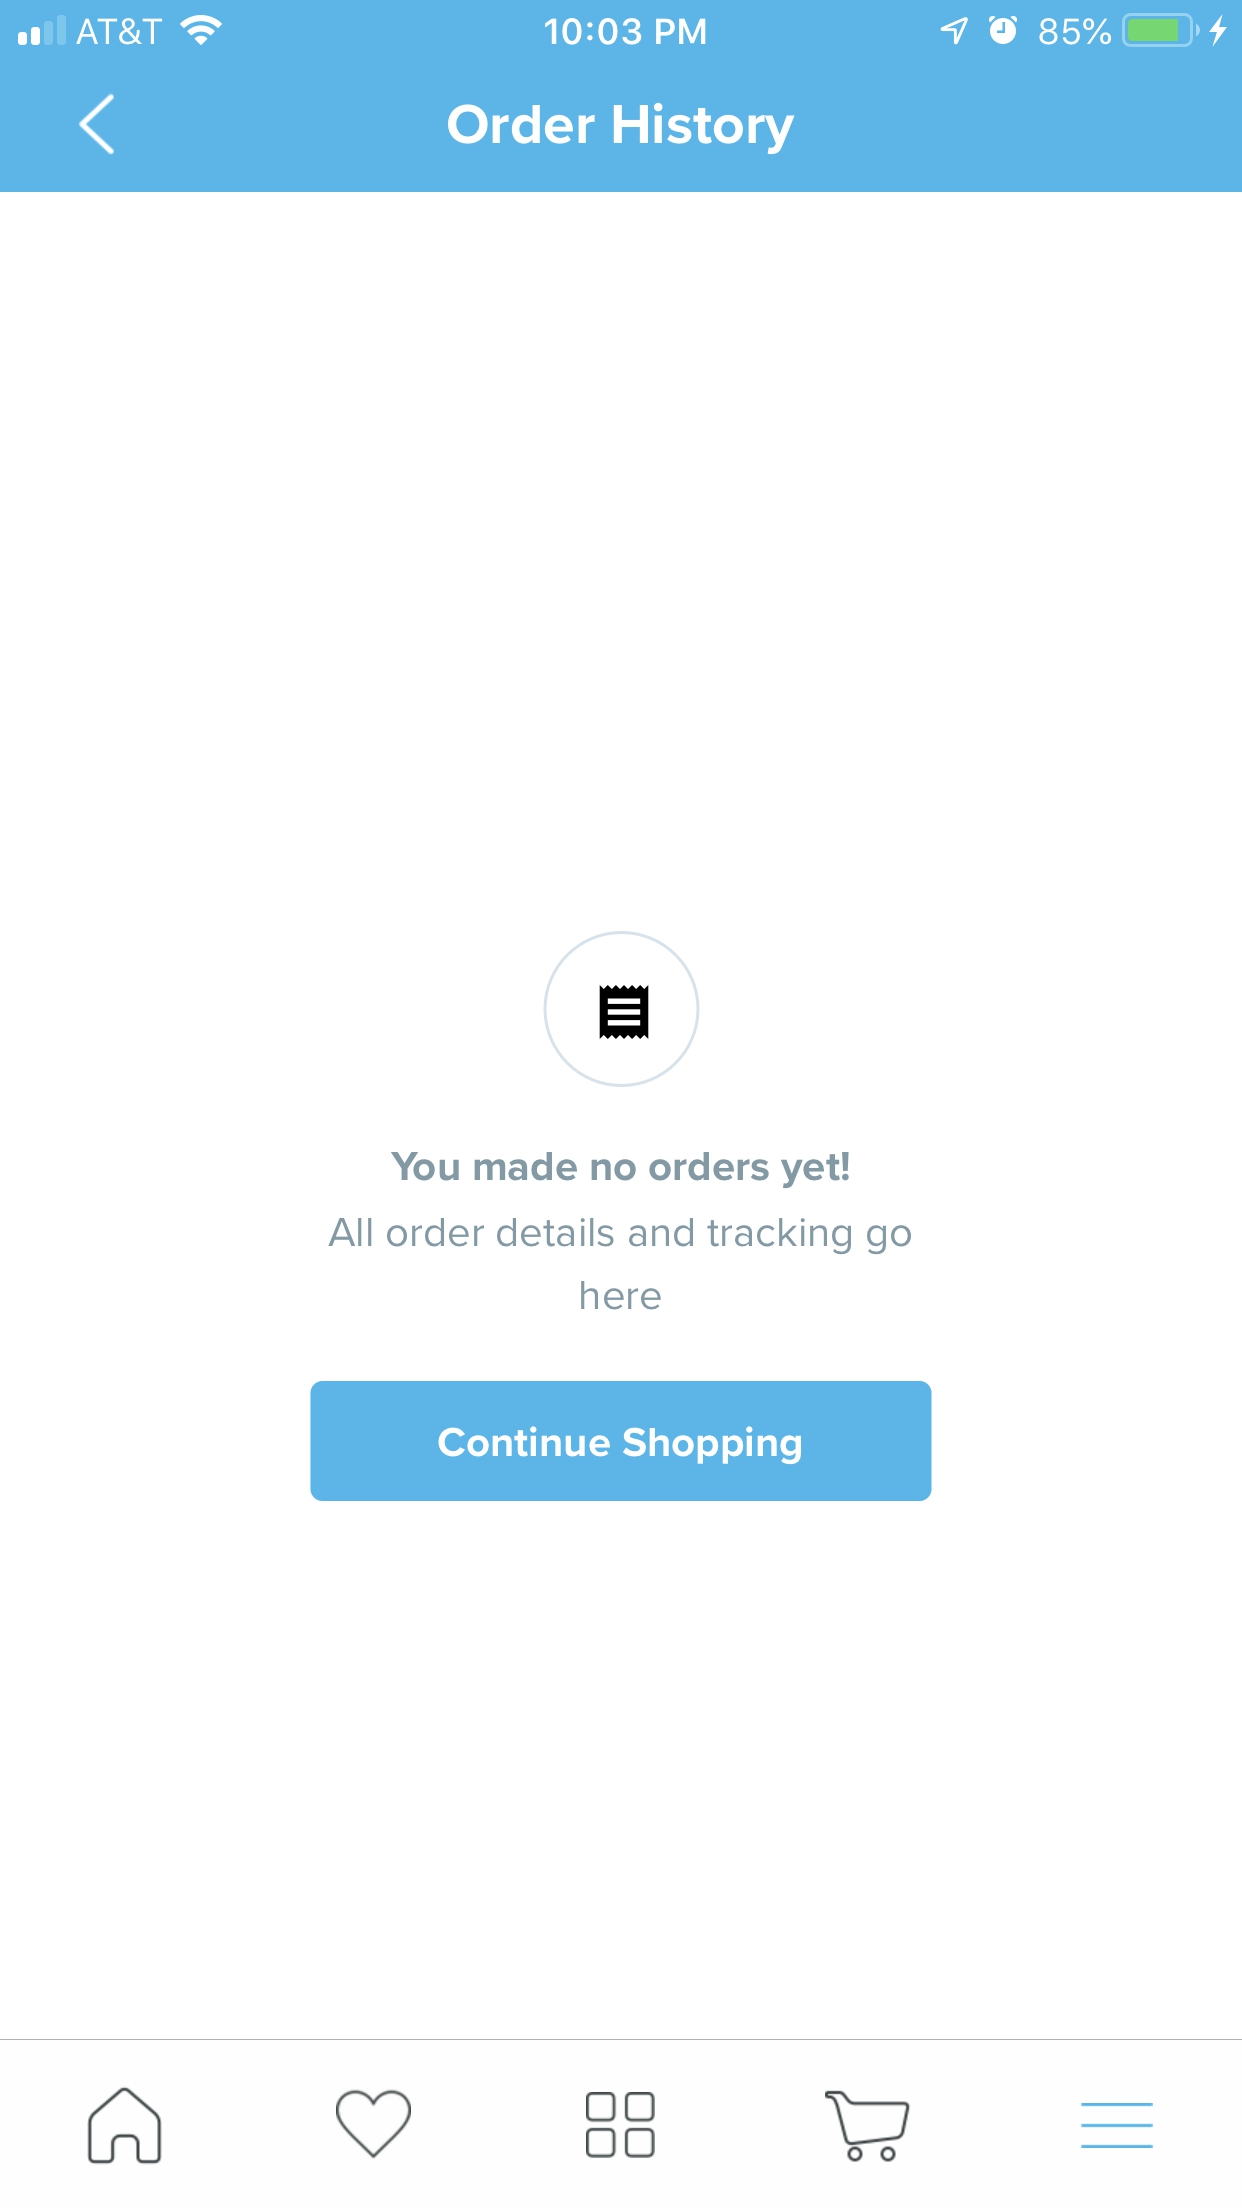 AT&T 10:03 PM 85%
Order History
You made no orders yet!
All order details and tracking go
here
Continue Shopping